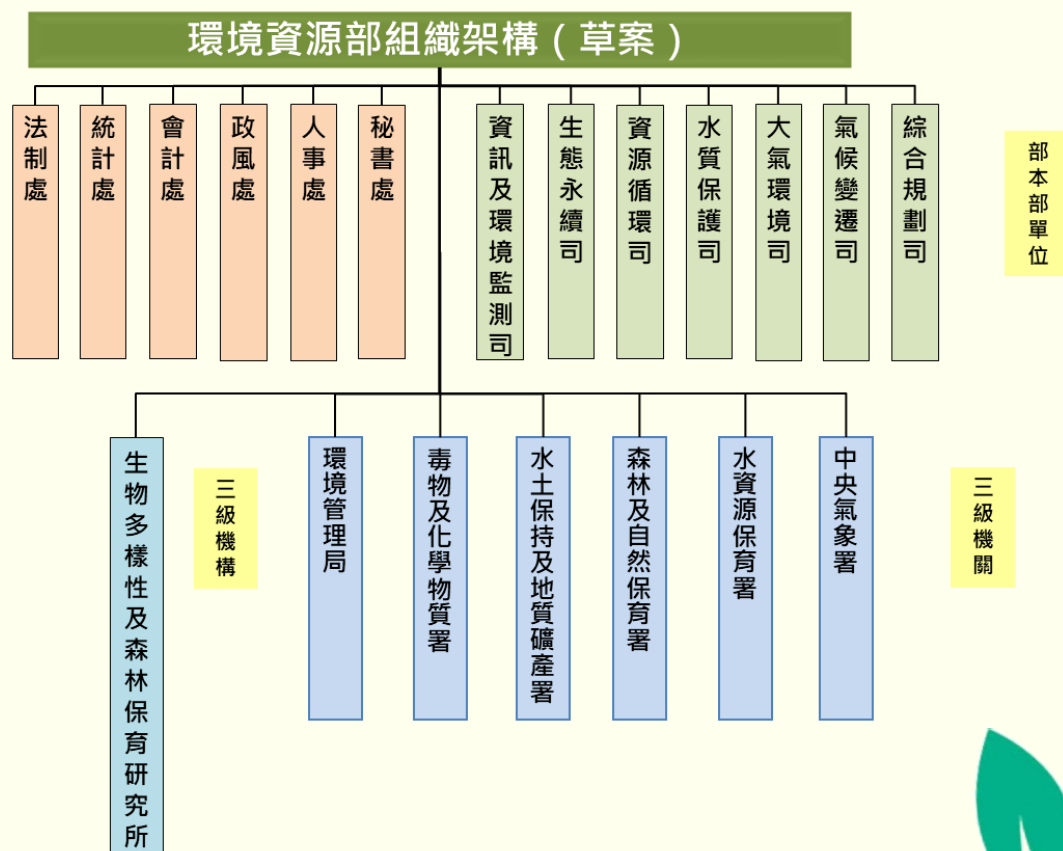 環境資源部組織架構（草案）
法制處
統計處
會計處
政風處
人事處
秘書處
資訊及環境監測司
生態永續司
資源循環司
水質保護司
大氣環境司
氣候變遷司
綜合規劃司
部本部單位
生物多樣性及森林保育研究所
三級機構
環境管理局
毒物及化學物質署
水土保持及地質礦產署
森林及自然保育署
水資源保育署
中央氣象署
三級機關